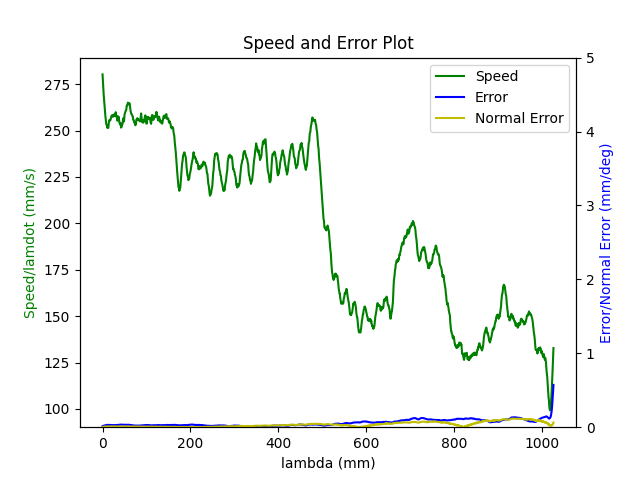 Speed and Error Plot
Speed
Error
Normal Error
Speed/lamdot (mm/s)
275
250
225
200
175
150
125
100
5
4
3
2
1
0
Error/Normal Error (mm/deg)
0 200 400 600 800 1000
lambda (mm)